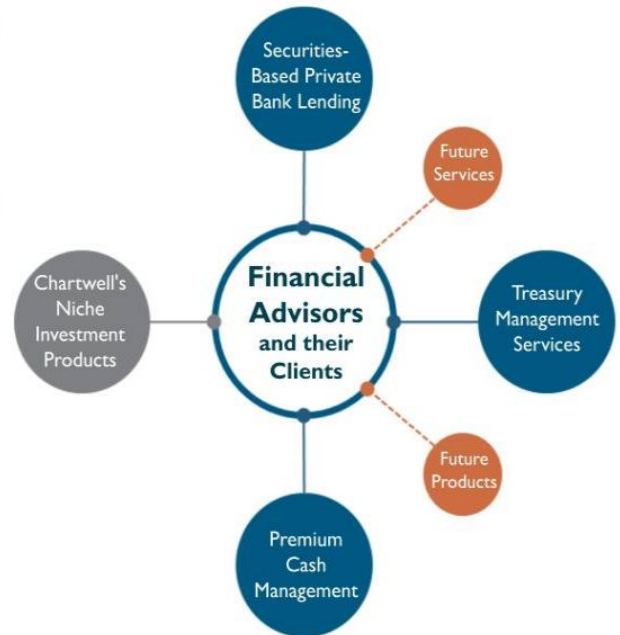 Securities-
Based Private
Bank Lending
Future
Services
Chartwell's
Niche
Investment
Products
Financial
Advisors
and their
Clients
Treasury
Management
Services
Future
Products
Premium
Cash
Management